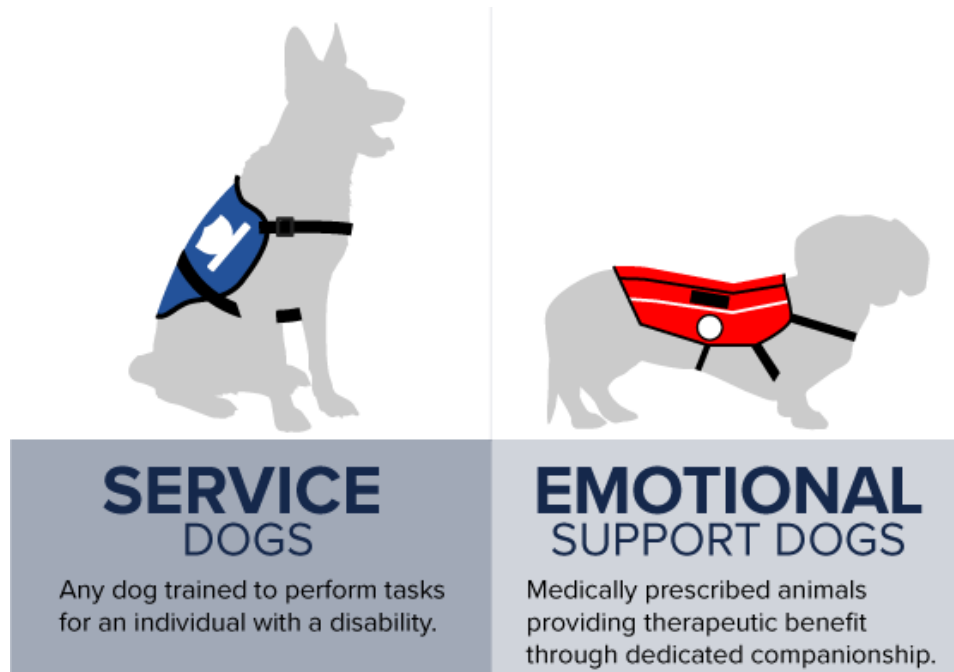 SERVICE
DOGS
Any dog trained to perform tasks
for an individual with a disability.
EMOTIONAL
SUPPORT DOGS
Medically prescribed animals
providing therapeutic benefit
through dedicated companionship.